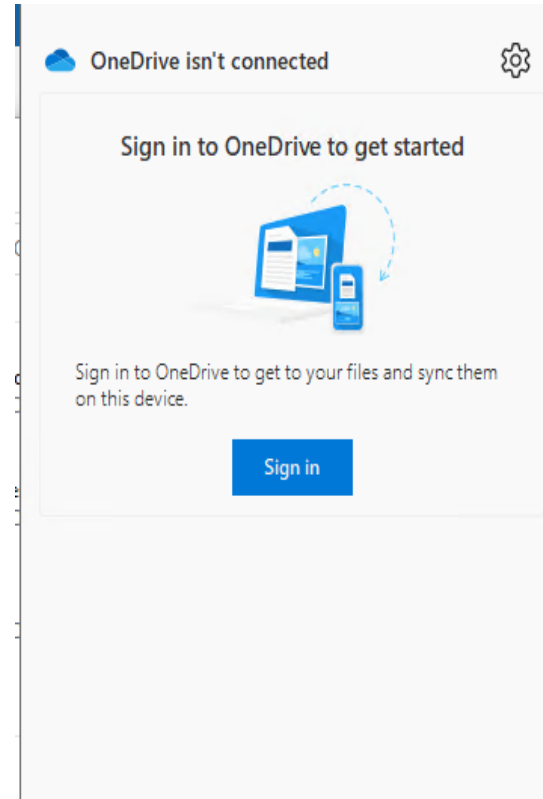 OneDrive isn't connected
Sign in to OneDrive to get started
Sign in to OneDrive to get to your files and sync them
on this device.
Sign in